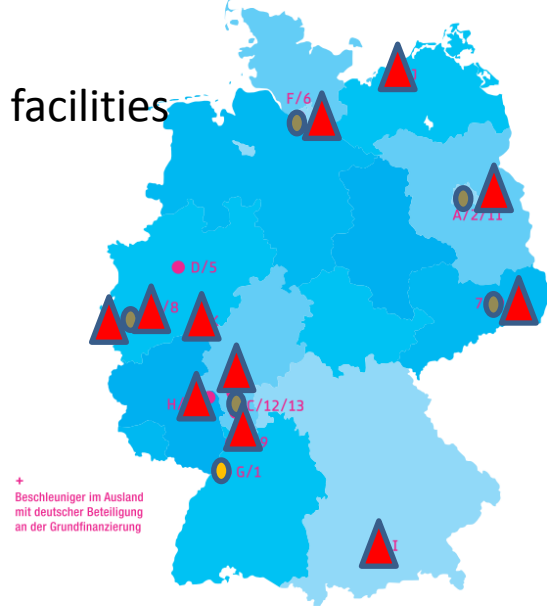 facilities
F/6
A/2/11
D/5
/8
7
H/
C/12/13
9
G/1
+
Beschleuniger im Ausland
mit deutscher Beteiligung
an der Grundfinanzierung
I